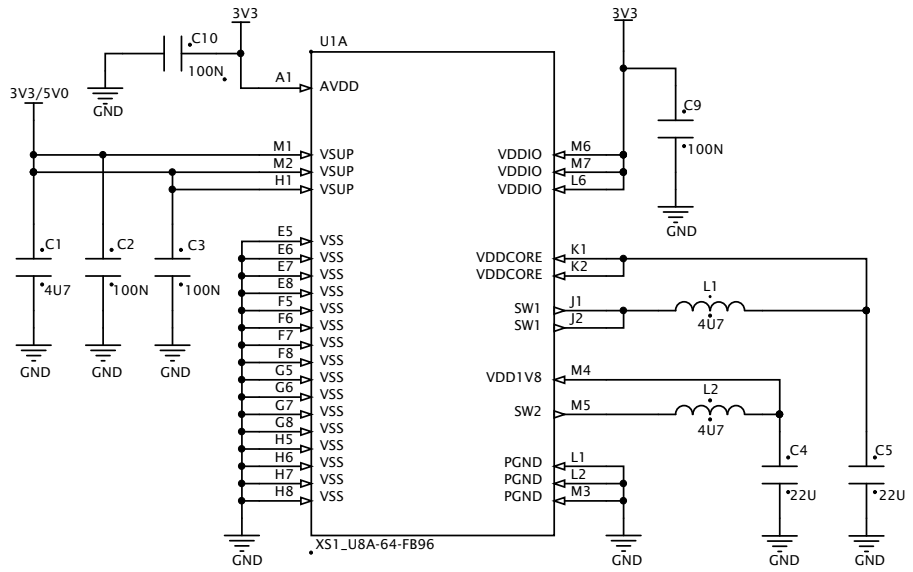 3V3
3V3
C10
U1A
100N
A1
AVDD
GND
3V3/5V0
C9
100N
GND
M1
VSUP
M2
VSUP
H1
VSUP
VDDIO
M6
VDDIO
M7
VDDIO
L6
C1
4U7
GND
C2
100N
GND
C3
100N
GND
E5
VSS
E6
VSS
E7
VSS
E8
VSS
F5
VSS
F6
VSS
F7
VSS
F8
VSS
G5
VSS
G6
VSS
G7
VSS
G8
VSS
H5
VSS
H6
VSS
H7
VSS
H8
VSS
GND
VDDCORE
K1
VDDCORE
K2
SW1
J1
SW1
J2
L1
4U7
VDD1V8
M4
SW2
M5
L2
4U7
PGND
L1
PGND
L2
PGND
M3
GND
C4
22U
GND
C5
22U
GND
XS1_U8A-64-FB96